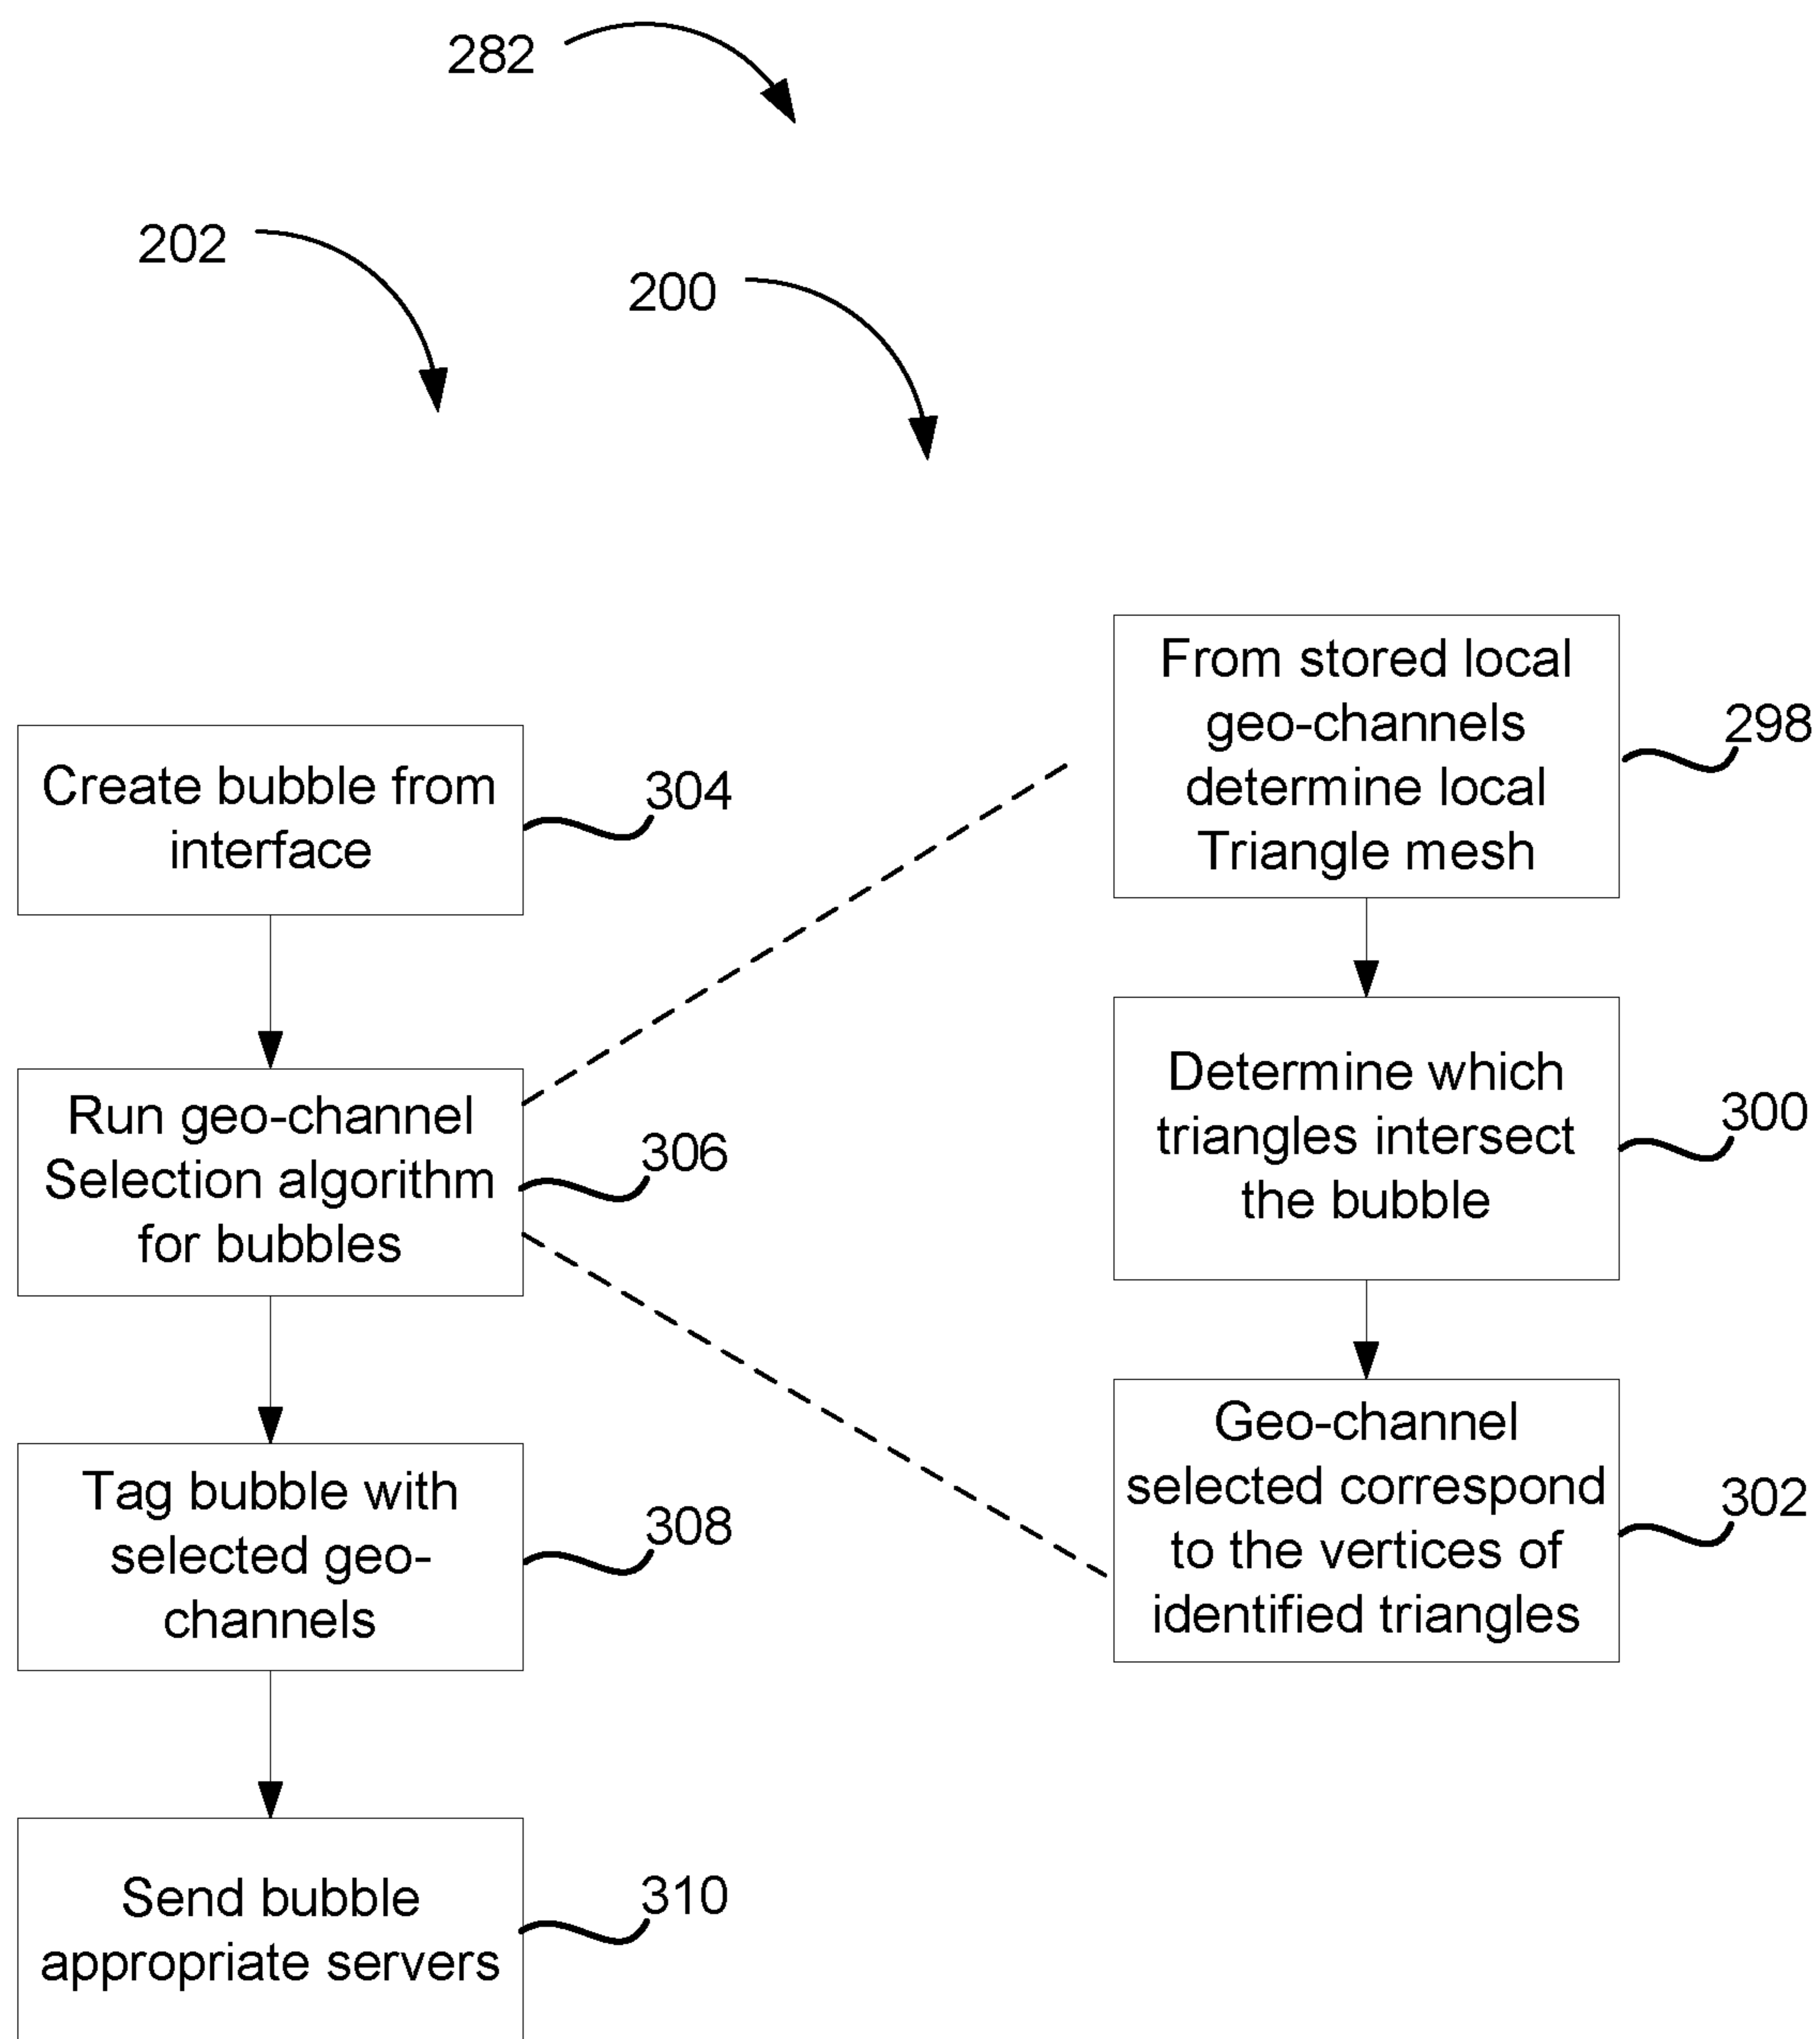 282
202
200
Create bubble from
interface
304
Run geo-channel
Selection algorithm
for bubbles
306
Tag bubble with
selected geo-
channels
308
Send bubble
appropriate servers
310
From stored local
geo-channels
determine local
Triangle mesh
298
Determine which
triangles intersect
the bubble
300
Geo-channel
selected correspond
to the vertices of
identified triangles
302